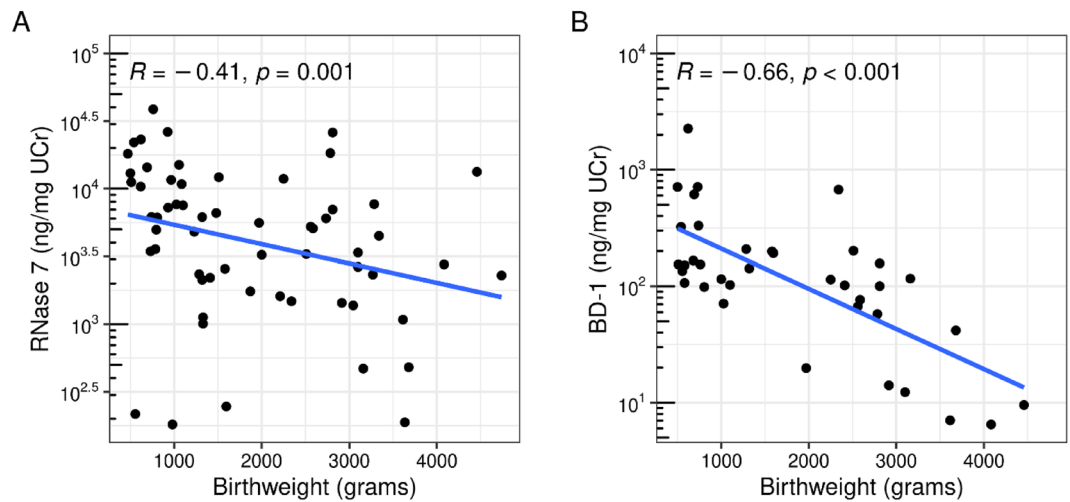 A
R = −0.41, p = 0.001
RNase 7 (ng/mg UCr)
10^5
10^4.5
10^4
10^3.5
10^3
10^2.5
1000 2000 3000 4000
Birthweight (grams)
B
R = −0.66, p < 0.001
BD-1 (ng/mg UCr)
10^4
10^3
10^2
10^1
1000 2000 3000 4000
Birthweight (grams)